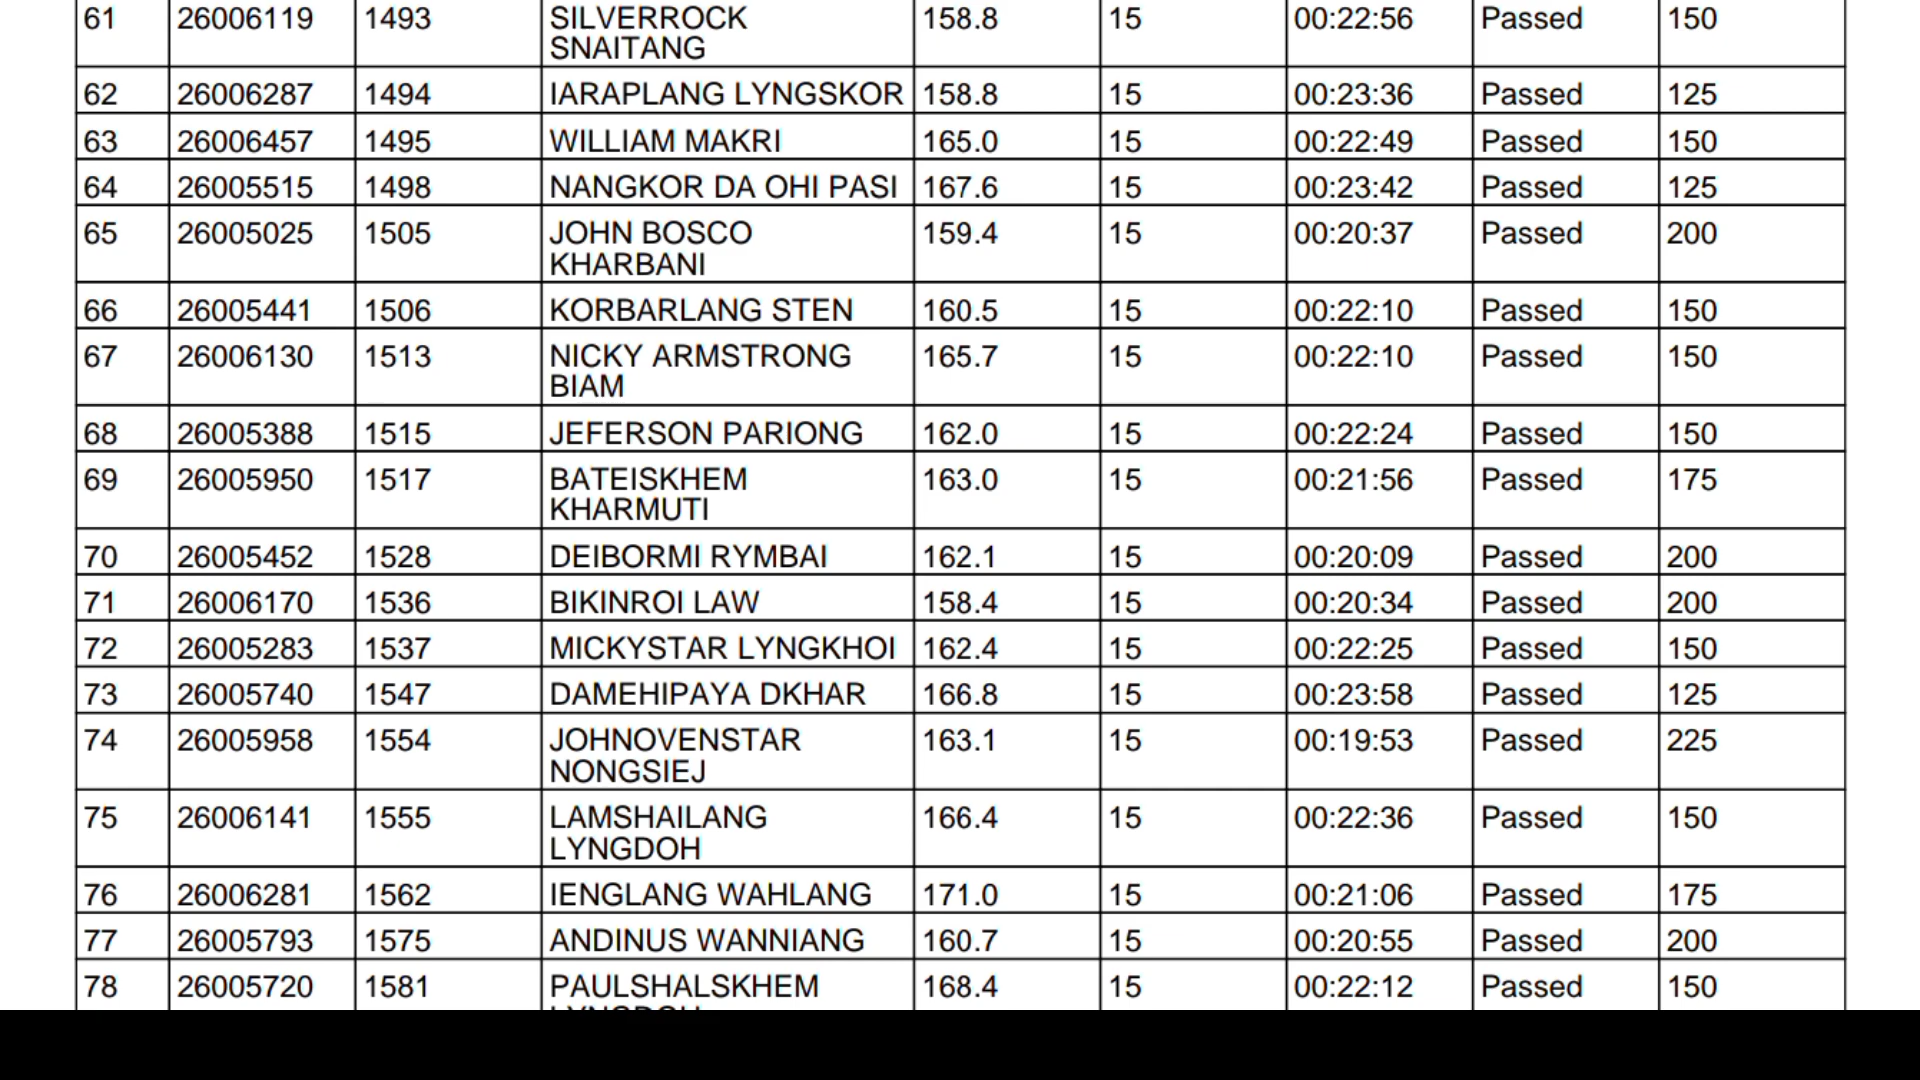 61 26006119 1493 SILVERROCK 158.8 15 00:22:56 Passed 150
SNAITANG
62 26006287 1494 IARAPLANG LYNGSKOR 158.8 15 00:23:36 Passed 125
63 26006457 1495 WILLIAM MAKRI 165.0 15 00:22:49 Passed 150
64 26005515 1498 NANGKOR DA OHI PASI 167.6 15 00:23:42 Passed 125
65 26005025 1505 JOHN BOSCO 159.4 15 00:20:37 Passed 200
KHARBANI
66 26005441 1506 KORBARLANG STEN 160.5 15 00:22:10 Passed 150
67 26006130 1513 NICKY ARMSTRONG 165.7 15 00:22:10 Passed 150
BIAM
68 26005388 1515 JEFERSON PARIONG 162.0 15 00:22:24 Passed 150
69 26005950 1517 BATEISKHEM 163.0 15 00:21:56 Passed 175
KHARMUTI
70 26005452 1528 DEIBORMI RYMBAI 162.1 15 00:20:09 Passed 200
71 26006170 1536 BIKINROI LAW 158.4 15 00:20:34 Passed 200
72 26005283 1537 MICKYSTAR LYNGKHOI 162.4 15 00:22:25 Passed 150
73 26005740 1547 DAMEHIPAYA DKHAR 166.8 15 00:23:58 Passed 125
74 26005958 1554 JOHNOVENSTAR 163.1 15 00:19:53 Passed 225
NONGSIEJ
75 26006141 1555 LAMSHAILANG 166.4 15 00:22:36 Passed 150
LYNGDOH
76 26006281 1562 IENGLANG WAHLANG 171.0 15 00:21:06 Passed 175
77 26005793 1575 ANDINUS WANNIANG 160.7 15 00:20:55 Passed 200
78 26005720 1581 PAULSHALSKHEM 168.4 15 00:22:12 Passed 150